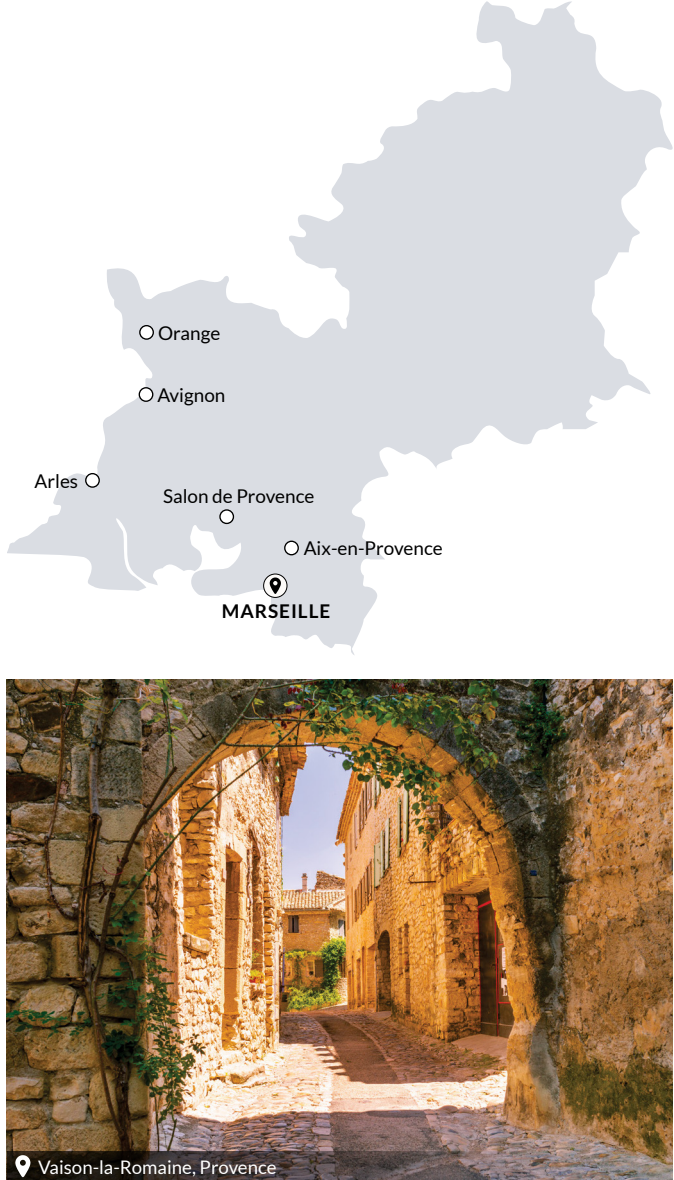 Orange
Avignon
Arles
Salon de Provence
Aix-en-Provence
MARSEILLE
Vaison-la-Romaine, Provence